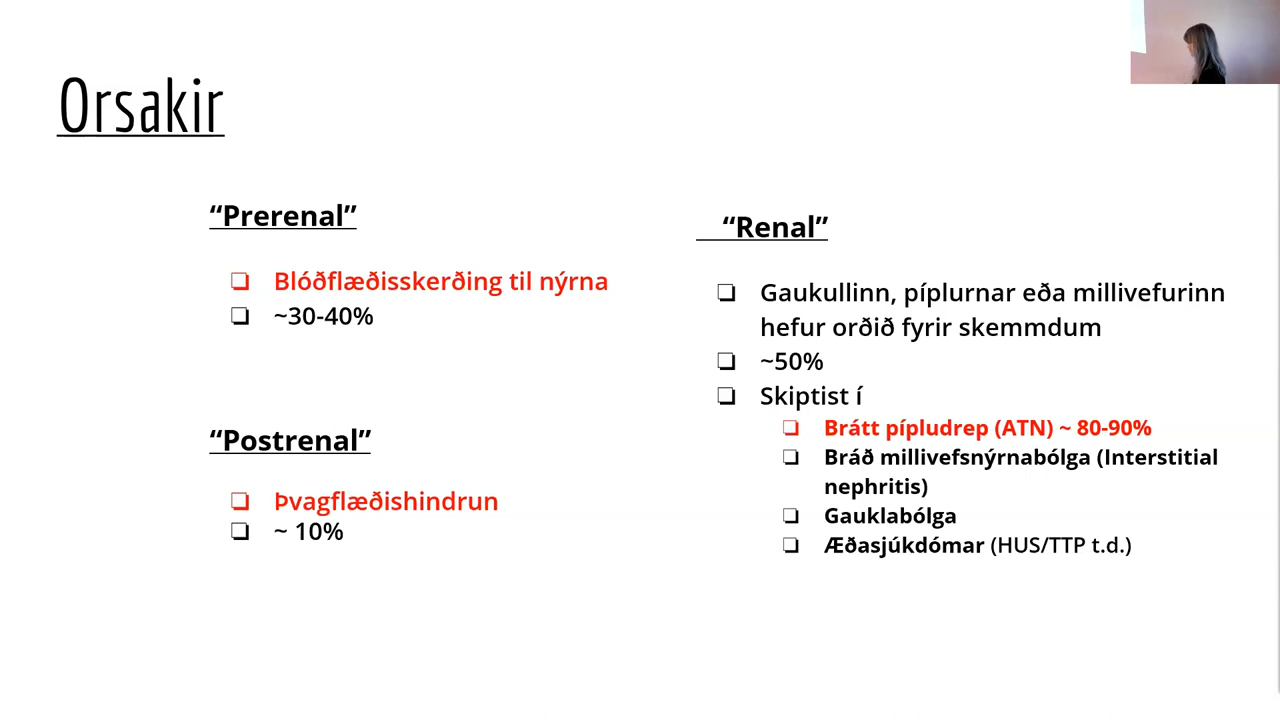 Orsakir
“Prerenal”
Blóðflæðisskerðing til nýrna
~30-40%
“Postrenal”
Þvagflæðishindrun
~ 10%
“Renal”
Gaukullinn, píplurnar eða millivefurinn
hefur orðið fyrir skemmdum
~50%
Skiptist í
Brátt pípludrep (ATN) ~ 80-90%
Bráð millivefsnýrnabólga (Interstitial
nephritis)
Gauklabólga
Æðasjúkdómar (HUS/TTP t.d.)